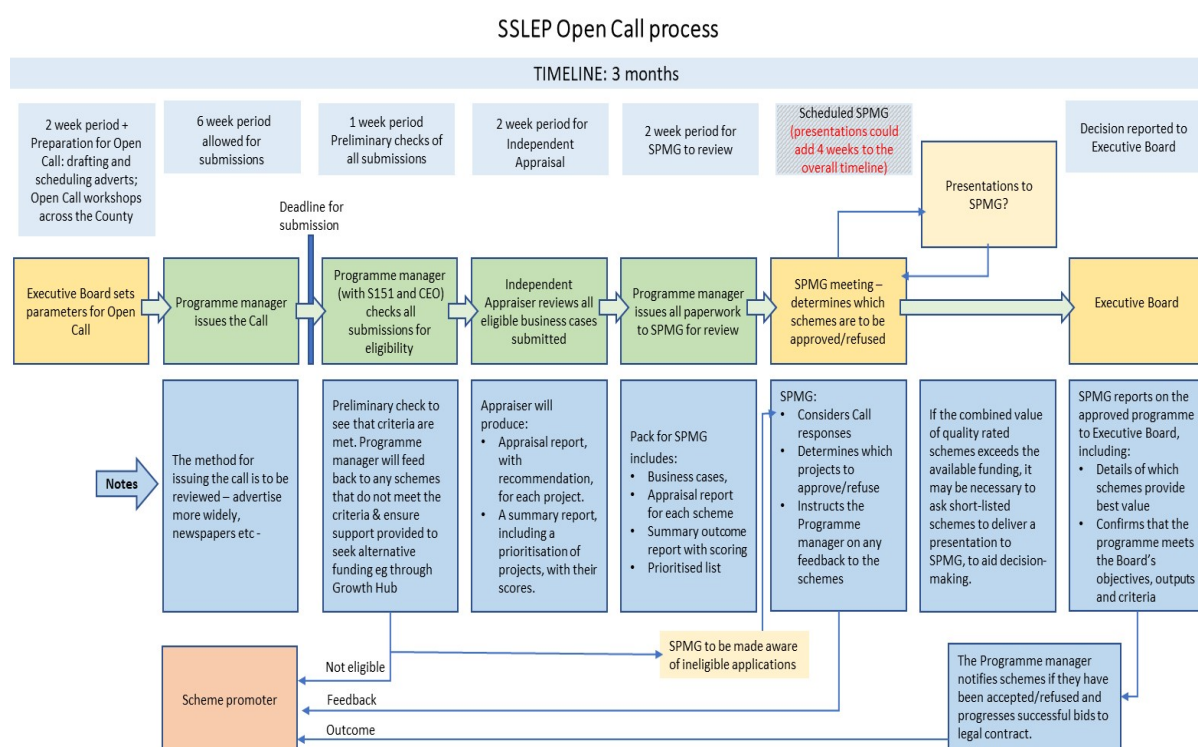 SSLEP Open Call process
TIMELINE: 3 months
2 week period +
Preparation for Open
Call: drafting and
scheduling adverts;
Open Call workshops
across the County
6 week period
allowed for
submissions
1 week period
Preliminary checks of
all submissions
2 week period for
Independent
Appraisal
2 week period for
SPMG to review
Scheduled SPMG
(presentations could
add 4 weeks to the
overall timeline)
Decision reported to
Executive Board
Presentations to
SPMG?
Deadline for
submission
Executive Board sets
parameters for Open
Call
Programme manager
issues the Call
Programme manager
(with S151 and CEO)
checks all
submissions for
eligibility
Independent
Appraiser reviews all
eligible business cases
submitted
Programme manager
issues all paperwork
to SPMG for review
SPMG meeting –
determines which
schemes are to be
approved/refused
Executive Board
Notes
The method for
issuing the call is to be
reviewed – advertise
more widely,
newspapers etc -
Preliminary check to
see that criteria are
met. Programme
manager will feed
back to any schemes
that do not meet the
criteria & ensure
support provided to
seek alternative
funding eg through
Growth Hub
Appraiser will
produce:
• Appraisal report,
with
recommendation,
for each project.
• A summary report,
including a
prioritisation of
projects, with their
scores.
Pack for SPMG
includes:
• Business cases,
• Appraisal report
for each scheme
• Summary outcome
report with scoring
• Prioritised list
SPMG:
• Considers Call
responses
• Determines which
projects to
approve/refuse
• Instructs the
Programme
manager on any
feedback to the
schemes
If the combined value
of quality rated
schemes exceeds the
available funding, it
may be necessary to
ask short-listed
schemes to deliver a
presentation to
SPMG, to aid decision-
making.
SPMG reports on the
approved programme
to Executive Board,
including:
• Details of which
schemes provide
best value
• Confirms that the
programme meets
the Board's
objectives, outputs
and criteria
SPMG to be made aware
of ineligible applications
Scheme promoter
Not eligible
Feedback
Outcome
The Programme manager
notifies schemes if they have
been accepted/refused and
progresses successful bids to
legal contract.